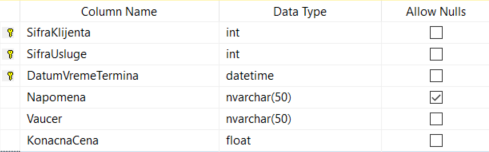 Column Name Data Type Allow Nulls
SifraKlijenta int
SifraUsluge int
DatumVremeTermina datetime
Napomena nvarchar(50)
Vaucer nvarchar(50)
KonacnaCena float